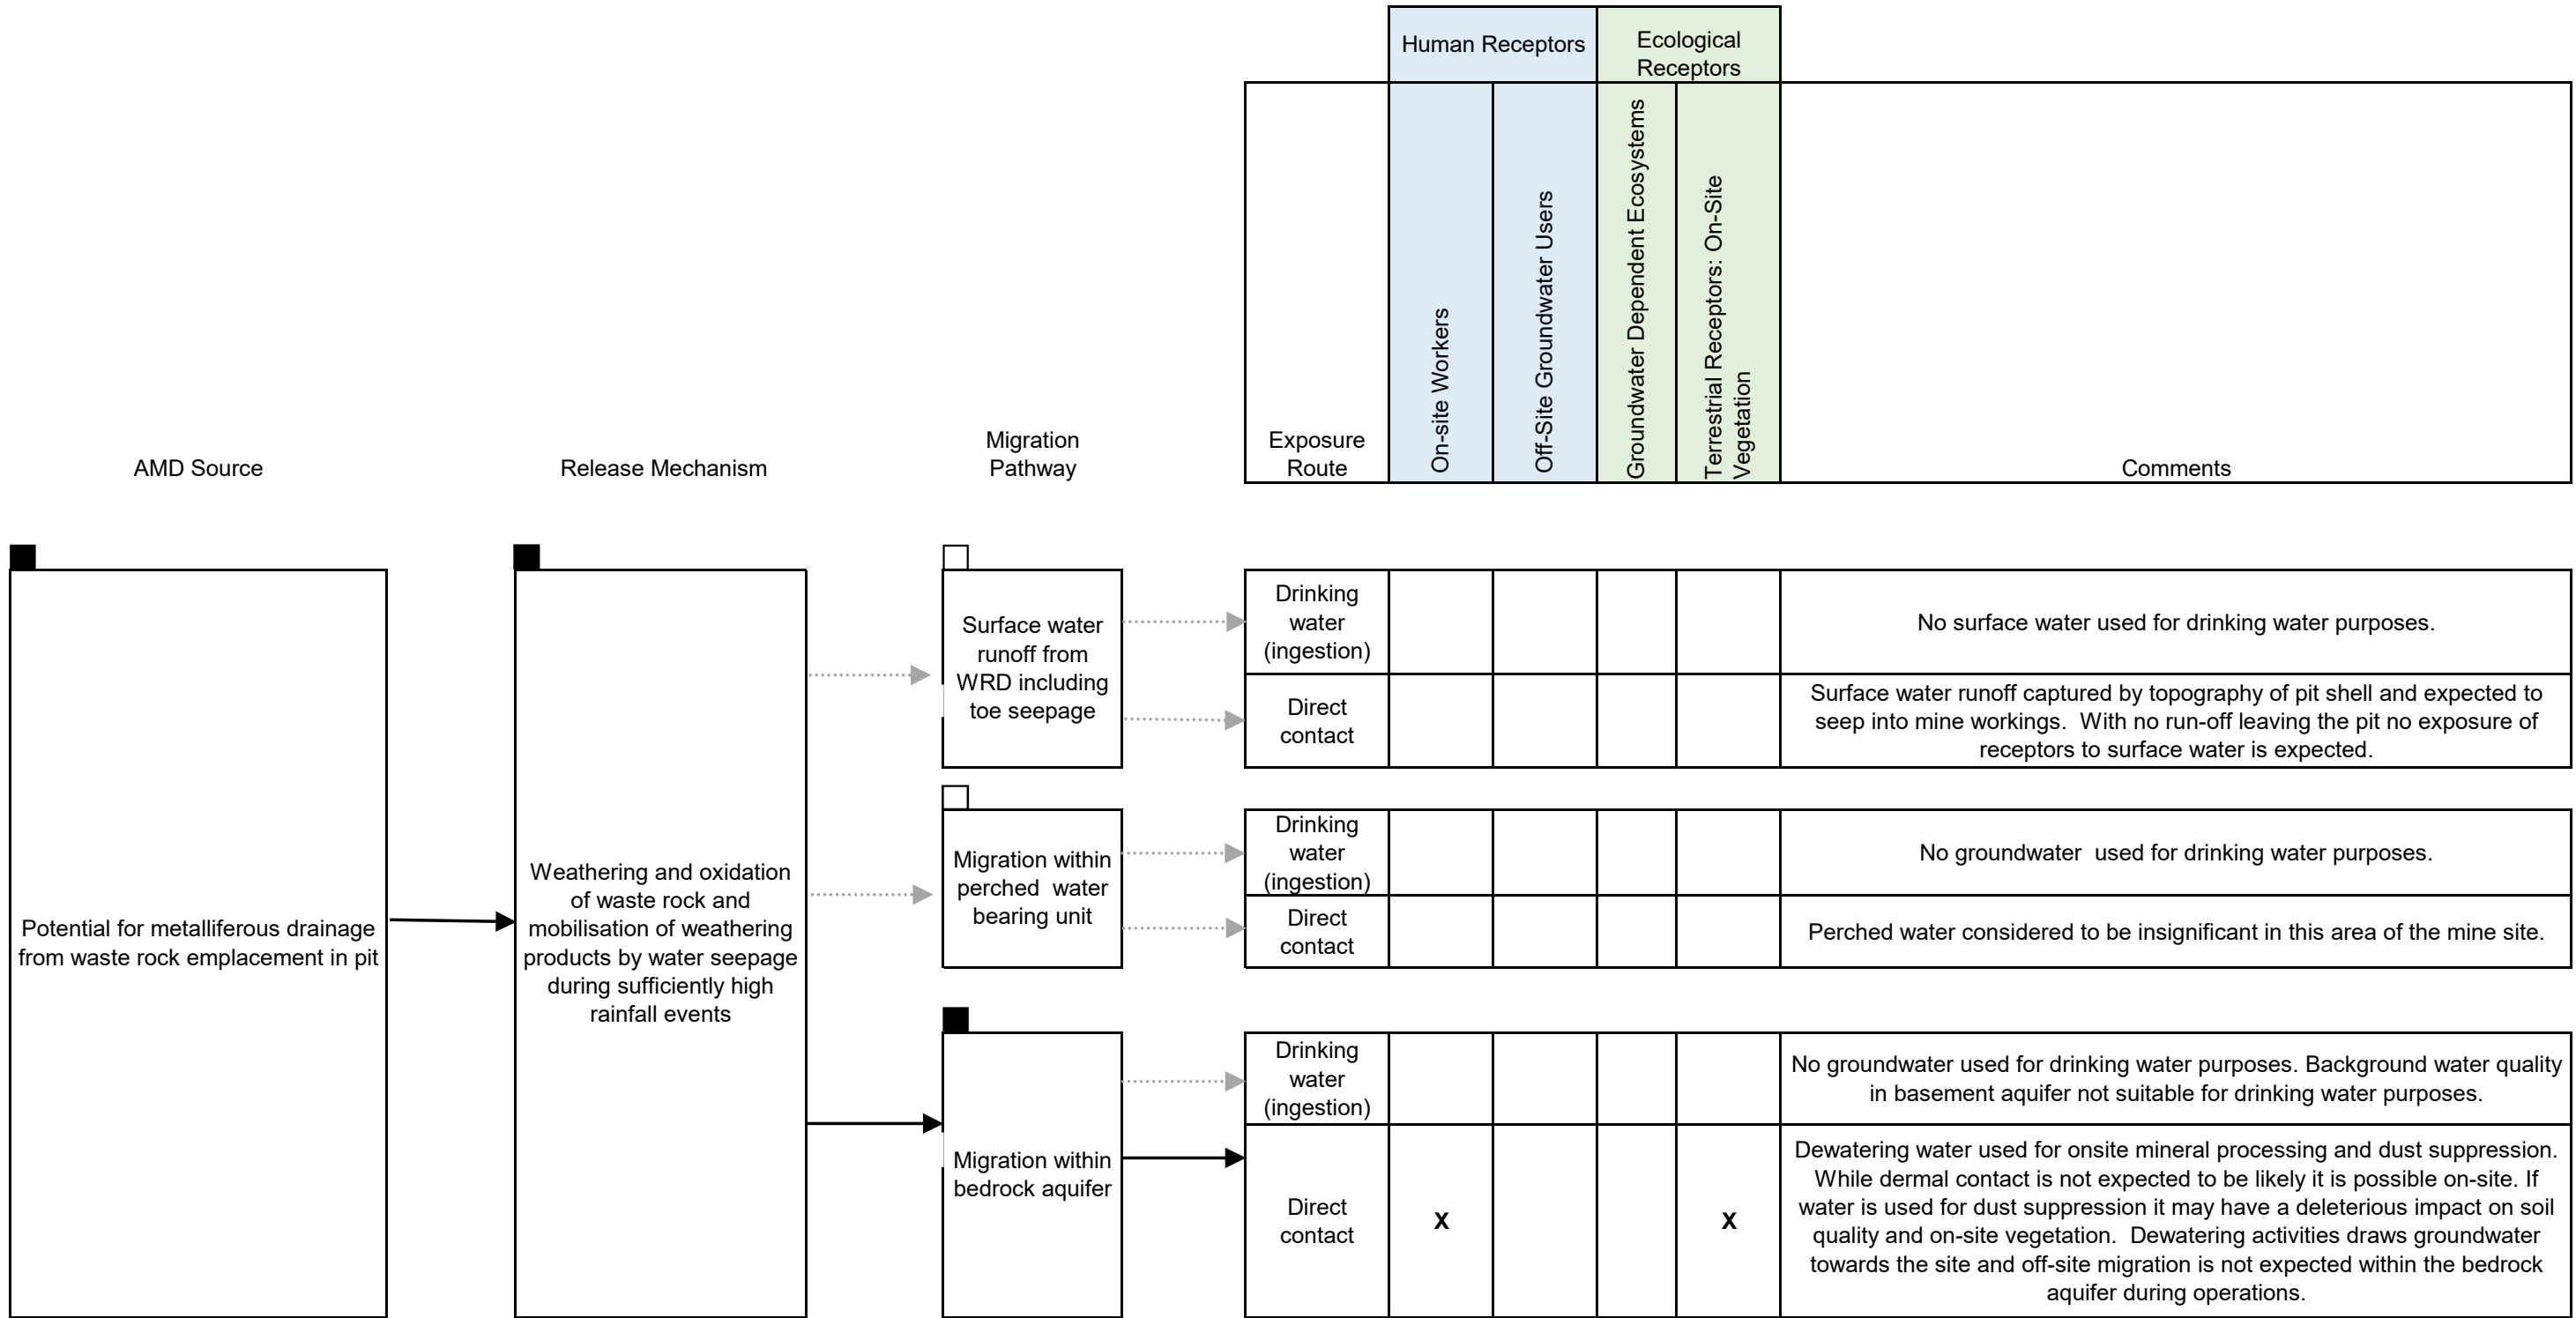 Human Receptors
Ecological
Receptors
AMD Source
Release Mechanism
Migration
Pathway
Exposure
Route
On-site Workers
Off-Site Groundwater Users
Groundwater Dependent Ecosystems
Terrestrial Receptors: On-Site
Vegetation
Comments
Potential for metalliferous drainage
from waste rock emplacement in pit
Weathering and oxidation
of waste rock and
mobilisation of weathering
products by water seepage
during sufficiently high
rainfall events
Surface water
runoff from
WRD including
toe seepage
Drinking
water
(ingestion)
No surface water used for drinking water purposes.
Direct
contact
Surface water runoff captured by topography of pit shell and expected to
seep into mine workings.  With no run-off leaving the pit no exposure of
receptors to surface water is expected.
Migration within
perched  water
bearing unit
Drinking
water
(ingestion)
No groundwater  used for drinking water purposes.
Direct
contact
Perched water considered to be insignificant in this area of the mine site.
Migration within
bedrock aquifer
Drinking
water
(ingestion)
No groundwater used for drinking water purposes. Background water quality
in basement aquifer not suitable for drinking water purposes.
Direct
contact
X
X
Dewatering water used for onsite mineral processing and dust suppression.
While dermal contact is not expected to be likely it is possible on-site. If
water is used for dust suppression it may have a deleterious impact on soil
quality and on-site vegetation.  Dewatering activities draws groundwater
towards the site and off-site migration is not expected within the bedrock
aquifer during operations.